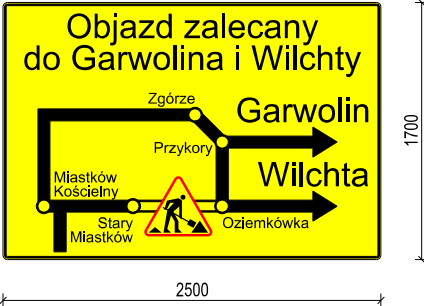 Objazd zalecany
do Garwolina i Wilchty
Zgórze
Garwolin
Przykory
Wilchta
Miastków
Kościelny
Stary
Miastków
Oziemkówka
1700
2500